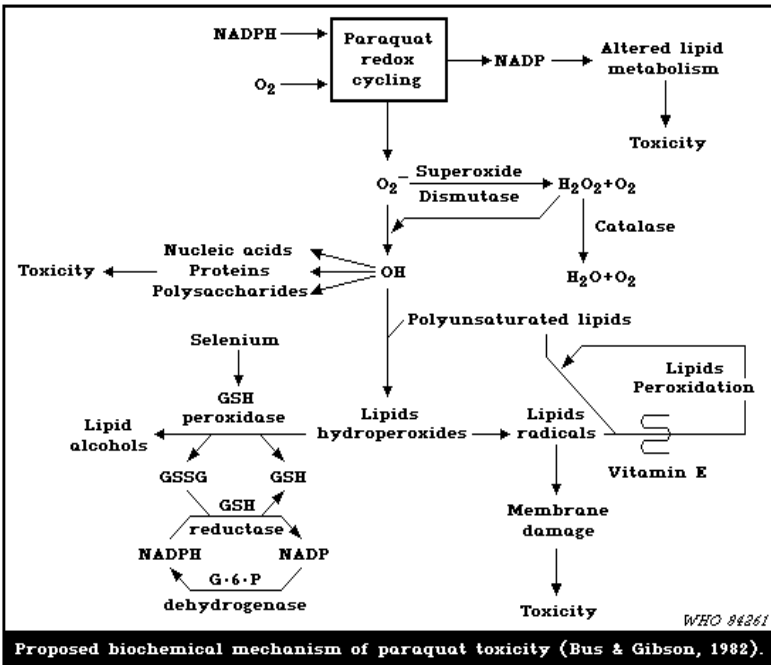 NADPH
Paraquat
redox
cycling
O₂
NADP
Altered lipid
metabolism
Toxicity
O₂⁻
Superoxide
Dismutase
H₂O₂+O₂
Catalase
H₂O+O₂
Nucleic acids
Toxicity
Proteins
OH
Polysaccharides
Polyunsaturated lipids
Selenium
Lipids
Peroxidation
GSH
peroxidase
Lipid
alcohols
Lipids
hydroperoxides
Lipids
radicals
Vitamin E
GSSG
GSH
GSH
reductase
Membrane
damage
NADPH
NADP
G·6·P
dehydrogenase
Toxicity
WHO 84261
Proposed biochemical mechanism of paraquat toxicity (Bus & Gibson, 1982).